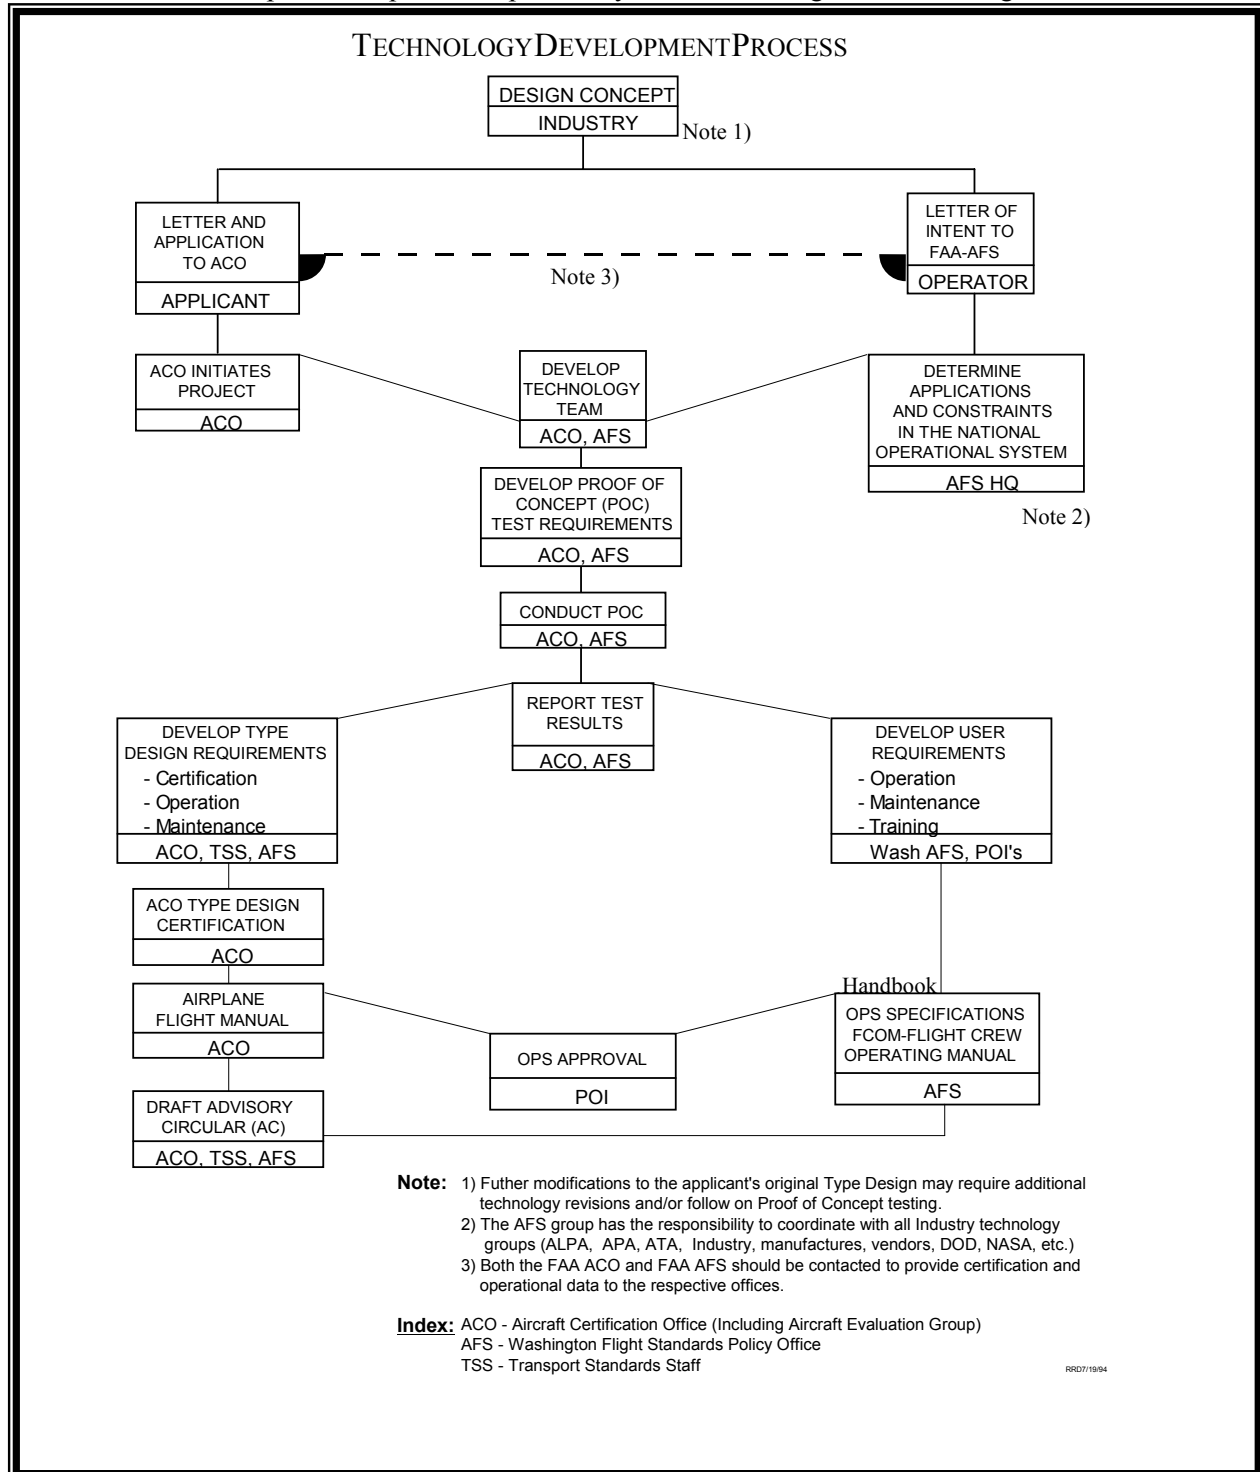 TECHNOLOGYDEVELOPMENTPROCESS
DESIGN CONCEPT
INDUSTRY
Note 1)
LETTER AND
APPLICATION
TO ACO
APPLICANT
LETTER OF
INTENT TO
FAA-AFS
OPERATOR
Note 3)
ACO INITIATES
PROJECT
ACO
DEVELOP
TECHNOLOGY
TEAM
ACO, AFS
DETERMINE
APPLICATIONS
AND CONSTRAINTS
IN THE NATIONAL
OPERATIONAL SYSTEM
AFS HQ
Note 2)
DEVELOP PROOF OF
CONCEPT (POC)
TEST REQUIREMENTS
ACO, AFS
CONDUCT POC
ACO, AFS
REPORT TEST
RESULTS
ACO, AFS
DEVELOP TYPE
DESIGN REQUIREMENTS
- Certification
- Operation
- Maintenance
ACO, TSS, AFS
DEVELOP USER
REQUIREMENTS
- Operation
- Maintenance
- Training
Wash AFS, POI's
ACO TYPE DESIGN
CERTIFICATION
ACO
AIRPLANE
FLIGHT MANUAL
ACO
Handbook
OPS SPECIFICATIONS
FCOM-FLIGHT CREW
OPERATING MANUAL
AFS
OPS APPROVAL
POI
DRAFT ADVISORY
CIRCULAR (AC)
ACO, TSS, AFS
Note: 1) Futher modifications to the applicant's original Type Design may require additional
technology revisions and/or follow on Proof of Concept testing.
2) The AFS group has the responsibility to coordinate with all Industry technology
groups (ALPA, APA, ATA, Industry, manufactures, vendors, DOD, NASA, etc.)
3) Both the FAA ACO and FAA AFS should be contacted to provide certification and
operational data to the respective offices.
Index: ACO - Aircraft Certification Office (Including Aircraft Evaluation Group)
AFS - Washington Flight Standards Policy Office
TSS - Transport Standards Staff
RRD7/19/94